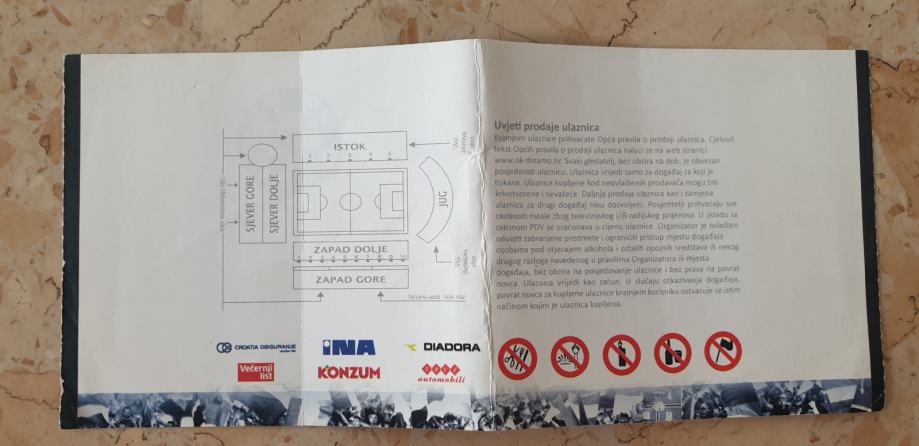 ISTOK
SJEVER GORE
SJEVER DOLJE
JUG
ZAPAD DOLJE
ZAPAD GORE
CROATIA OSIGURANJE
INA
DIADORA
Večernji
list
KONZUM
automobili
Uvjeti prodaje ulaznica
Kupnjom ulaznice prihvaćate Opća pravila o prodaji ulaznica. Cjelovit
tekst Općih pravila o prodaji ulaznica nalazi se na web stranici
www.nk-dinamo.hr. Svaki gledatelj, bez obzira na dob, je obvezan
posjedovati ulaznicu. Ulaznica vrijedi samo za događaj za koji je
tiskana. Ulaznice kupljene kod neovlaštenih prodavača mogu biti
krivotvorene i nevažeće. Daljnja prodaja ulaznica kao i zamjena
ulaznica za drugi događaj nisu dozvoljeni. Posjetitelji prihvaćaju sve
okolnosti nstale zbog televizijskog i/ili radijskog prijenosa. U skladu sa
zakonom PDV se uračunava u cijenu ulaznice. Organizator je ovlašten
oduzeti zabranjene predmete i ograničiti pristup mjestu događaja
osobama pod utjecajem alkohola i ostalih opojnih sredstava ili nekog
drugog razloga navedenog u pravilima Organizatora ili mjesta
događaja, bez obzira na posjedovanje ulaznice i bez prava na povrat
novca. Ulaznica vrijedi kao račun. U slučaju otkazivanja događaja,
povrat novca za kupljene ulaznice krajnjem korisniku ostvaruje se istim
načinom kojim je ulaznica kupljena.